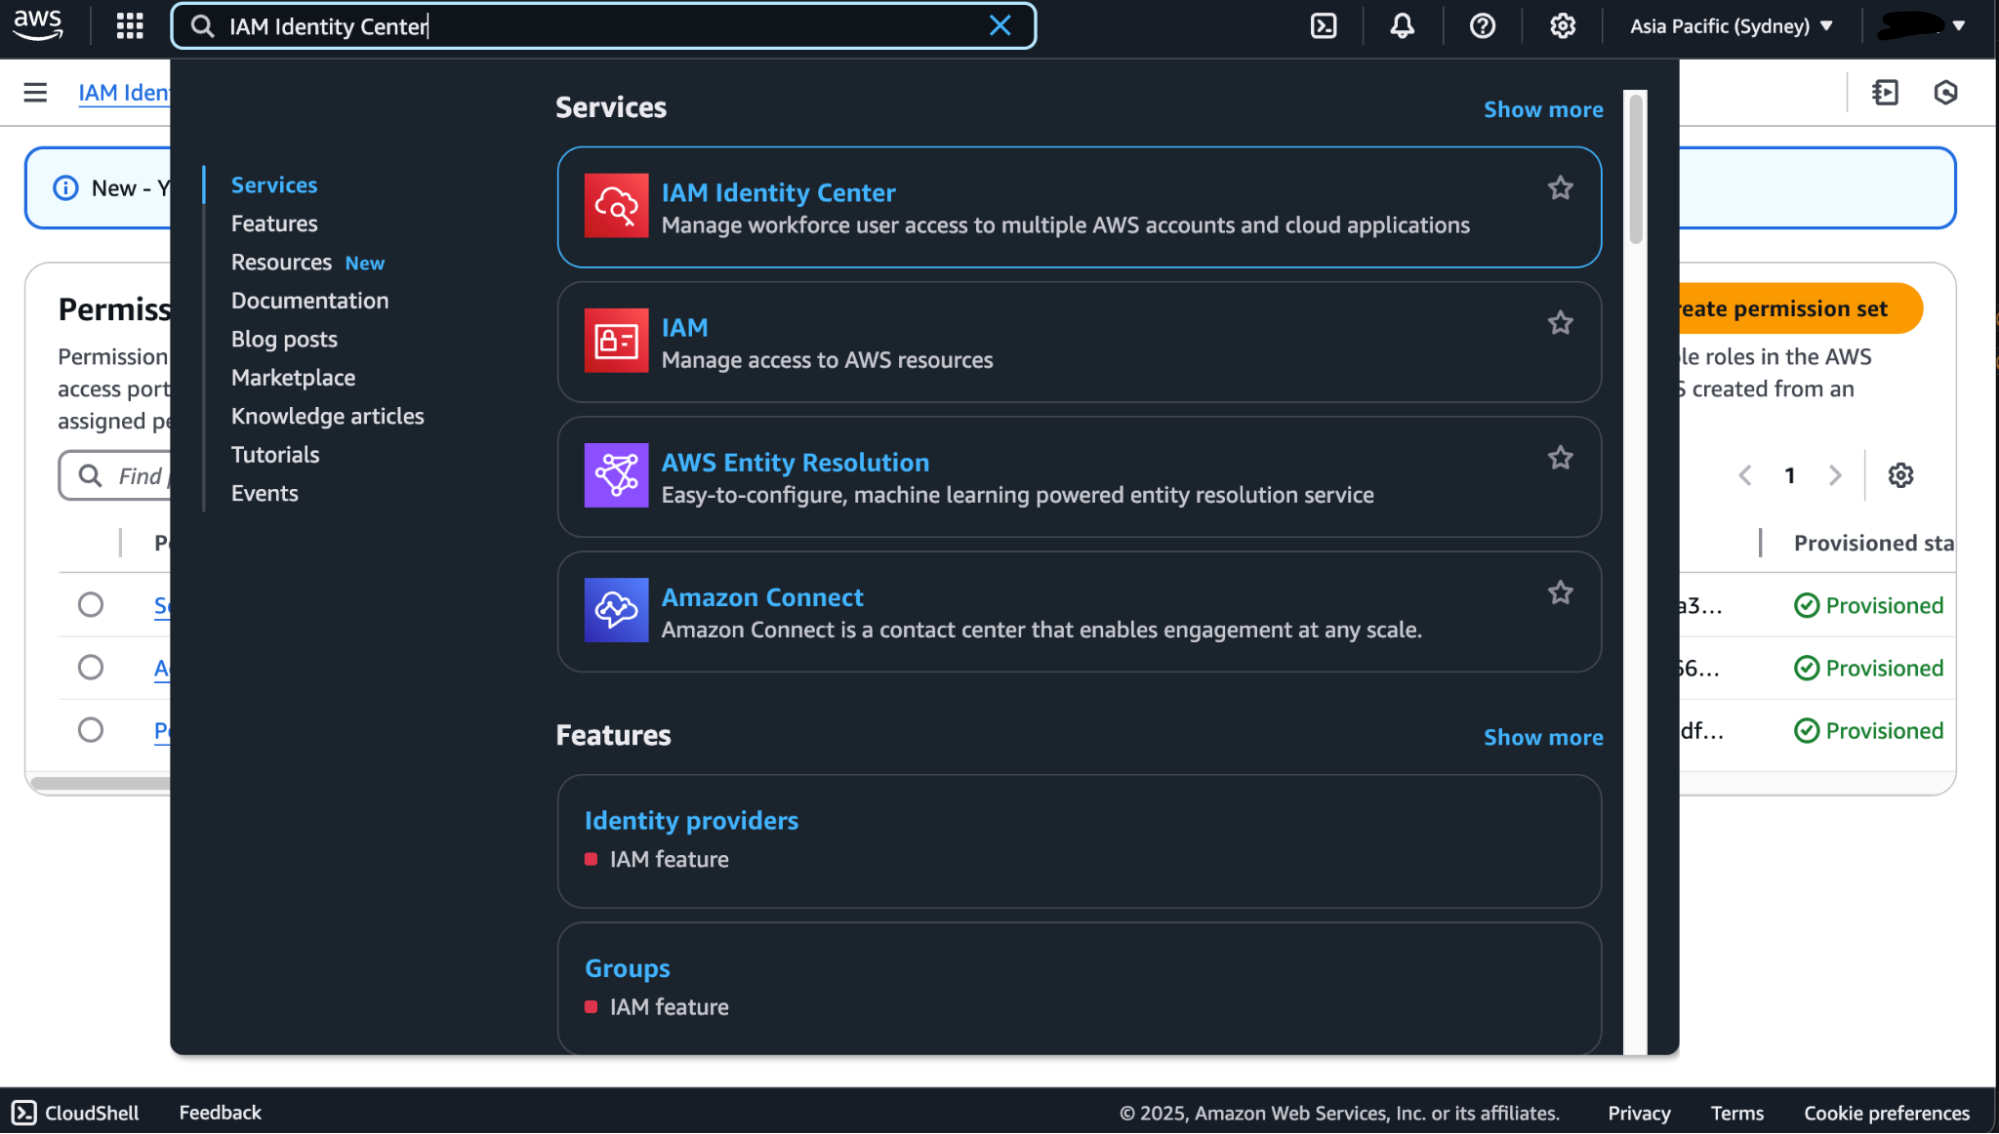 aws
IAM Identity Center
Asia Pacific (Sydney)
IAM Iden
New - Y
Permiss
Permission
access port
assigned pe
Find
Services
Features
Resources New
Documentation
Blog posts
Marketplace
Knowledge articles
Tutorials
Events
Services
Show more
IAM Identity Center
Manage workforce user access to multiple AWS accounts and cloud applications
IAM
Manage access to AWS resources
AWS Entity Resolution
Easy-to-configure, machine learning powered entity resolution service
Amazon Connect
Amazon Connect is a contact center that enables engagement at any scale.
Features
Show more
Identity providers
IAM feature
Groups
IAM feature
reate permission set
le roles in the AWS
S created from an
1
Provisioned sta
a3... Provisioned
66... Provisioned
df... Provisioned
CloudShell
Feedback
© 2025, Amazon Web Services, Inc. or its affiliates.
Privacy
Terms
Cookie preferences